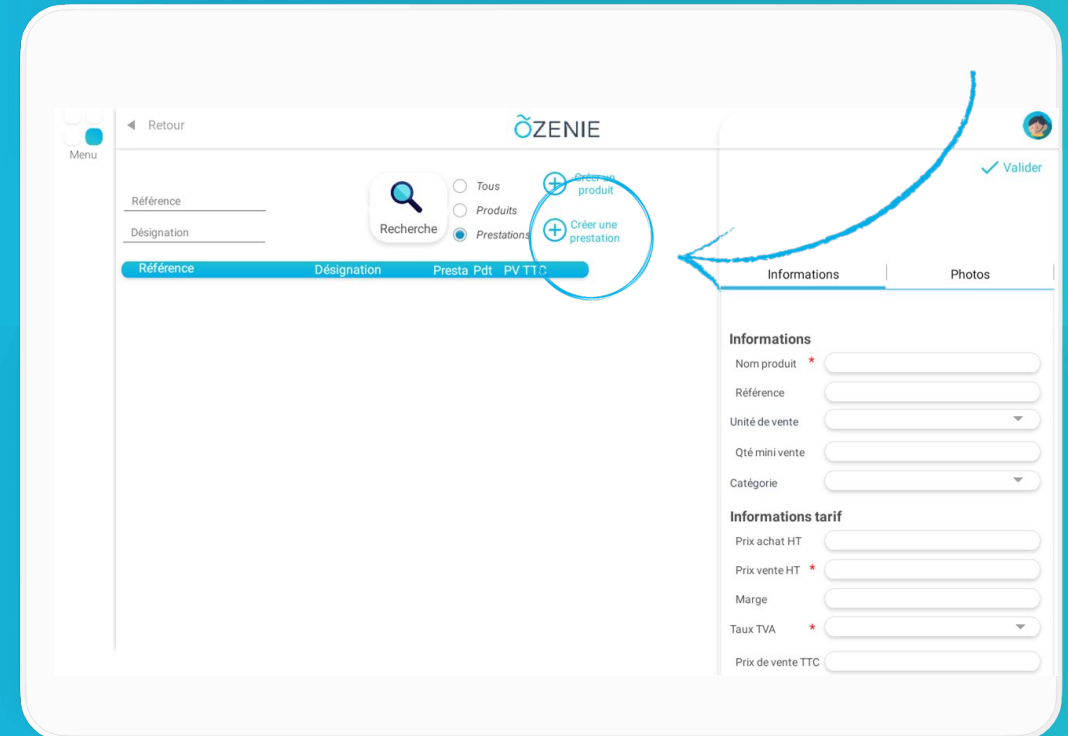 Retour
ÕZENIE
Menu
Valider
Référence
Désignation
Recherche
Tous
Produits
Prestations
Créer un
produit
Créer une
prestation
Référence Désignation Presta Pdt PV TTC
Informations Photos
Informations
Nom produit *
Référence
Unité de vente
Qté mini vente
Catégorie
Informations tarif
Prix achat HT
Prix vente HT *
Marge
Taux TVA *
Prix de vente TTC